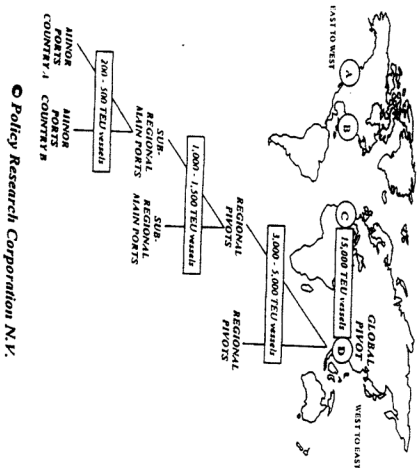 EAST TO WEST
WEST TO EAST
A
B
C
15,000 TEU vessels
D
GLOBAL
PIVOT
3,000 - 5,000 TEU vessels
REGIONAL
PIVOTS
REGIONAL
PIVOTS
1,000 - 1,500 TEU vessels
SUB-
REGIONAL
MAIN PORTS
SUB-
REGIONAL
MAIN PORTS
200 - 500 TEU vessels
MINOR
PORTS
COUNTRY A
MINOR
PORTS
COUNTRY B
© Policy Research Corporation N.V.